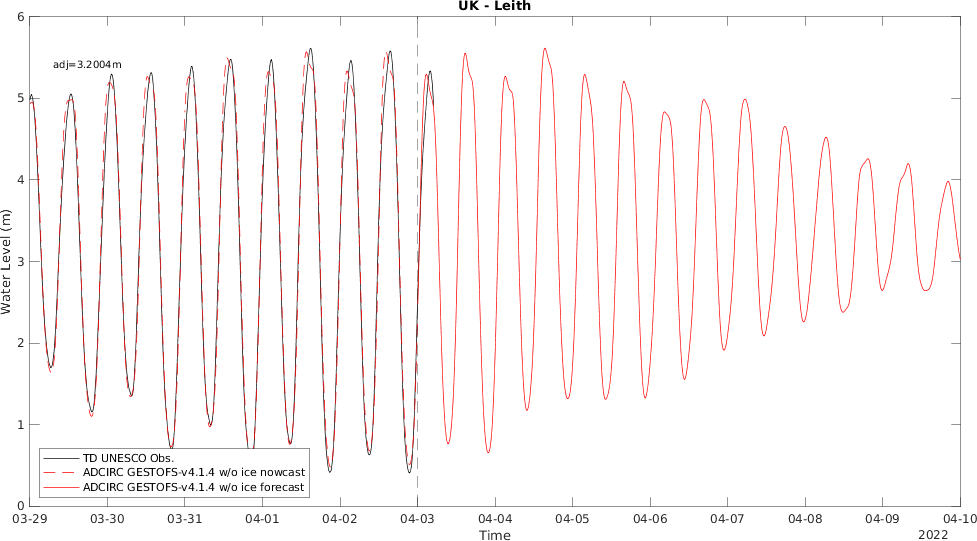 UK - Leith
6
adj=3.2004m
5
4
3
2
1
0
Water Level (m)
TD UNESCO Obs.
ADCIRC GESTOFS-v4.1.4 w/o ice nowcast
ADCIRC GESTOFS-v4.1.4 w/o ice forecast
03-29 03-30 03-31 04-01 04-02 04-03 04-04 04-05 04-06 04-07 04-08 04-09 04-10
Time
2022